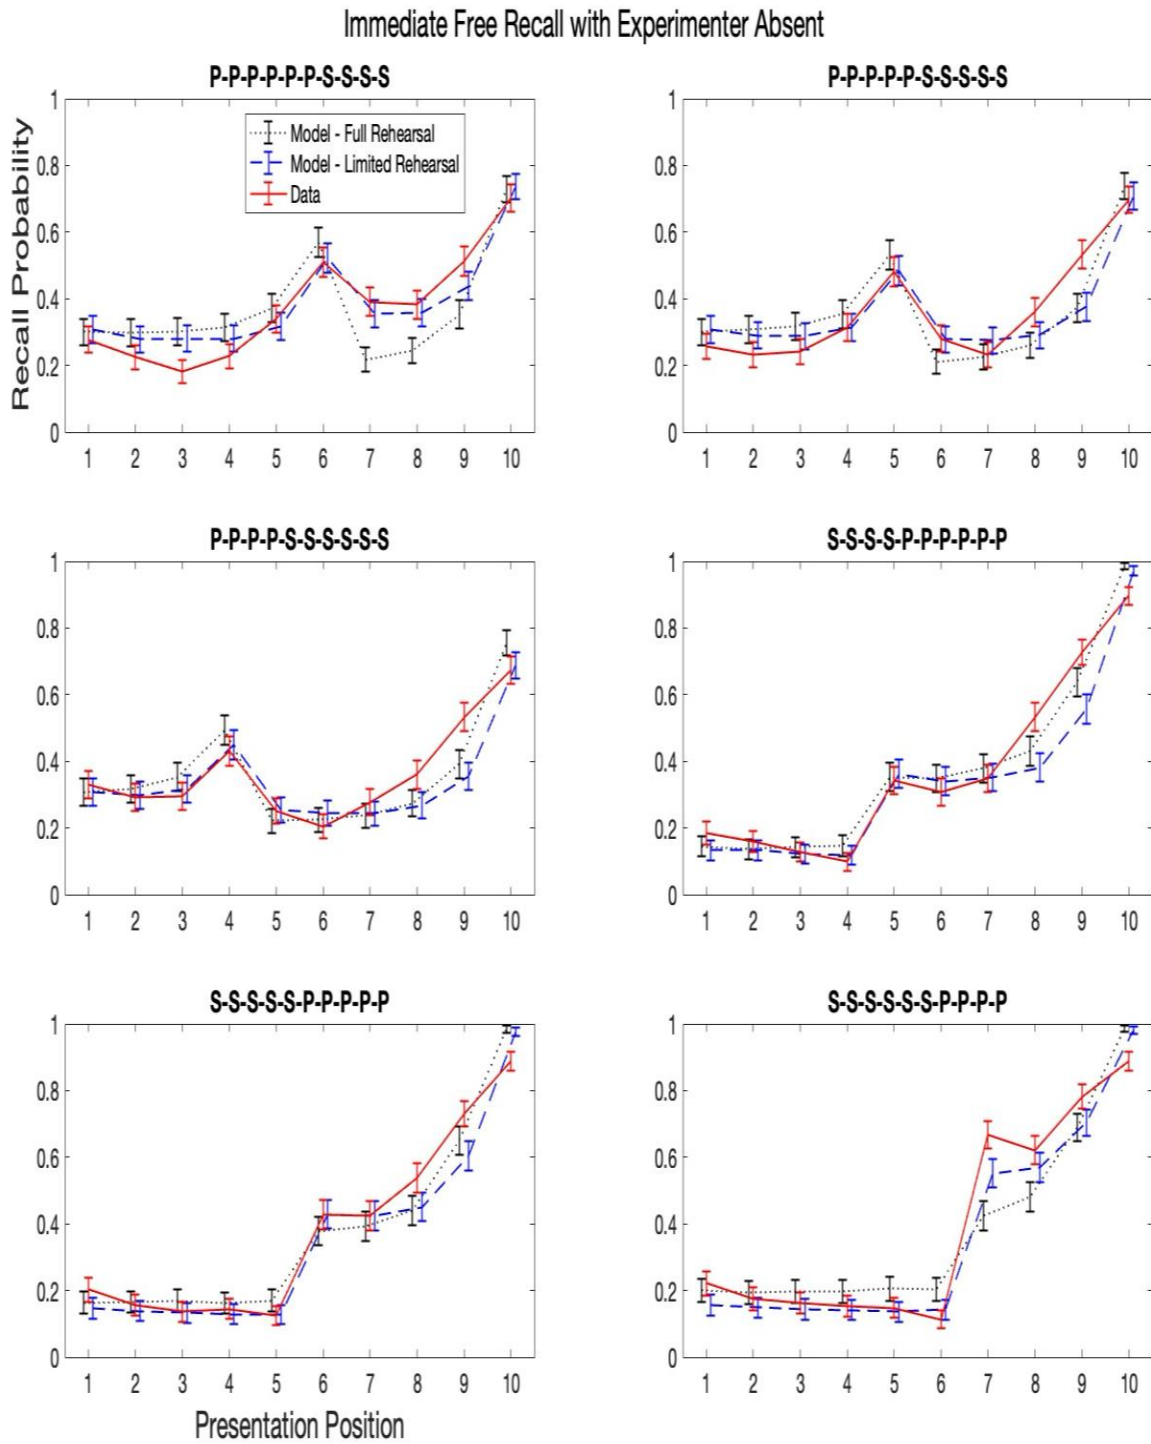 Immediate Free Recall with Experimenter Absent
P-P-P-P-P-P-S-S-S-S
Recall Probability
1
0.8
0.6
0.4
0.2
0
Model - Full Rehearsal
Model - Limited Rehearsal
Data
1 2 3 4 5 6 7 8 9 10
P-P-P-P-P-S-S-S-S-S
1
0.8
0.6
0.4
0.2
0
1 2 3 4 5 6 7 8 9 10
P-P-P-P-S-S-S-S-S-S
1
0.8
0.6
0.4
0.2
0
1 2 3 4 5 6 7 8 9 10
S-S-S-S-P-P-P-P-P-P
1
0.8
0.6
0.4
0.2
0
1 2 3 4 5 6 7 8 9 10
S-S-S-S-S-P-P-P-P-P
1
0.8
0.6
0.4
0.2
0
1 2 3 4 5 6 7 8 9 10
Presentation Position
S-S-S-S-S-S-P-P-P-P
1
0.8
0.6
0.4
0.2
0
1 2 3 4 5 6 7 8 9 10